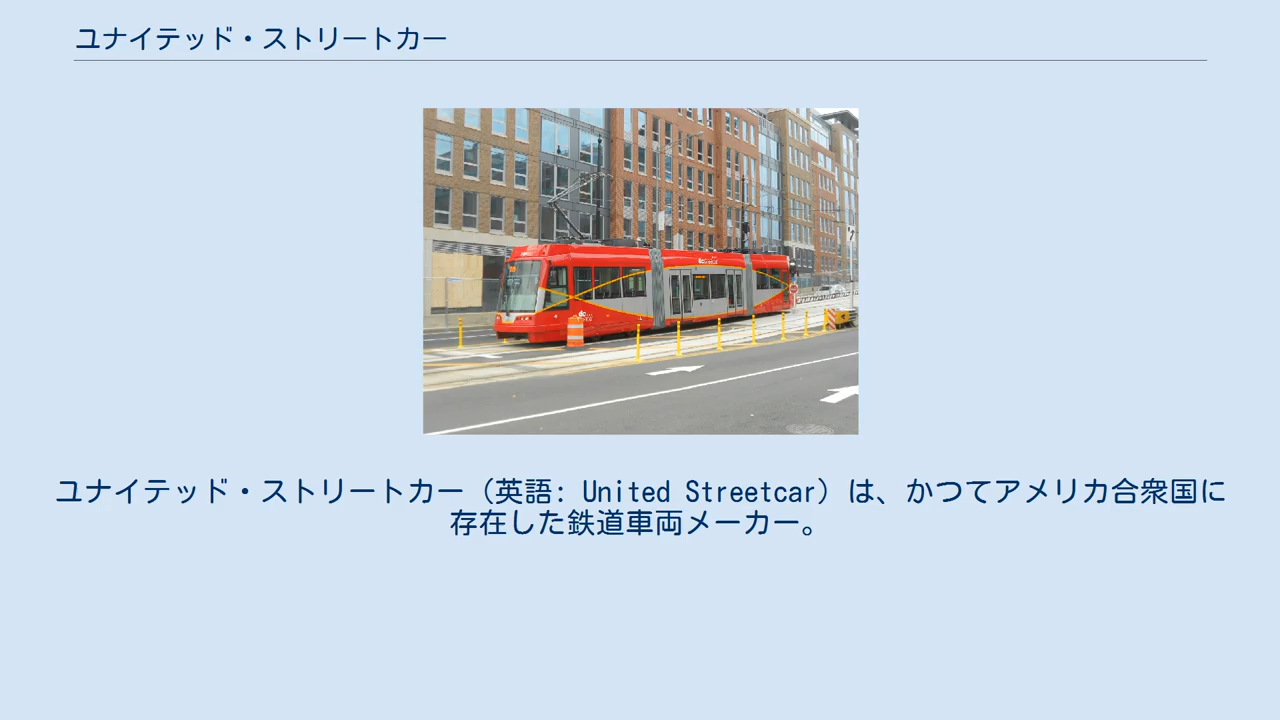 ユナイテッド・ストリートカー
ユナイテッド・ストリートカー（英語: United Streetcar）は、かつてアメリカ合衆国に
存在した鉄道車両メーカー。